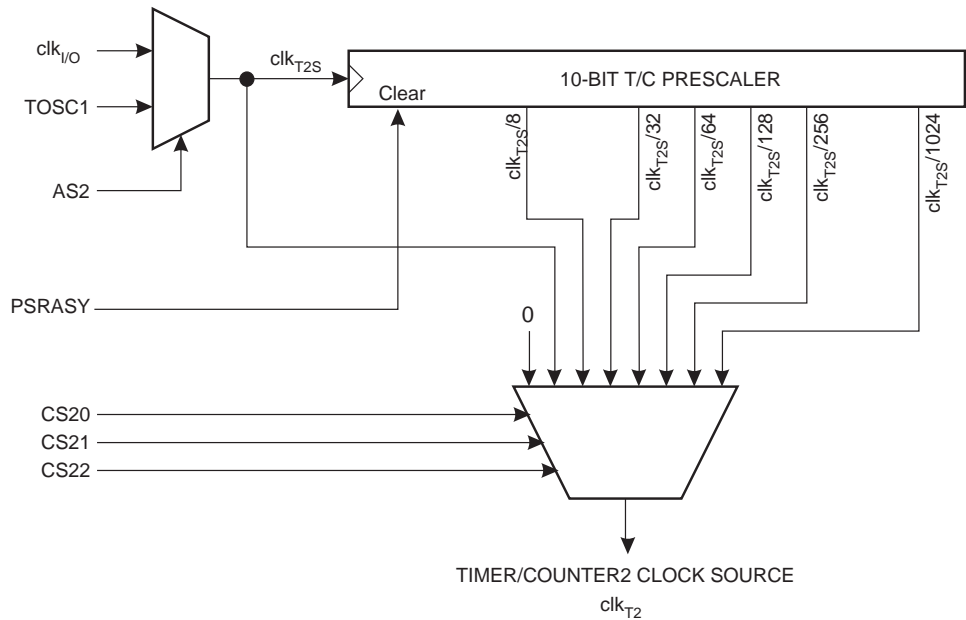 clkI/O
clkT2S
10-BIT T/C PRESCALER
TOSC1
Clear
clkT2S/8
clkT2S/32
clkT2S/64
clkT2S/128
clkT2S/256
clkT2S/1024
AS2
PSRASY
0
CS20
CS21
CS22
TIMER/COUNTER2 CLOCK SOURCE
clkT2